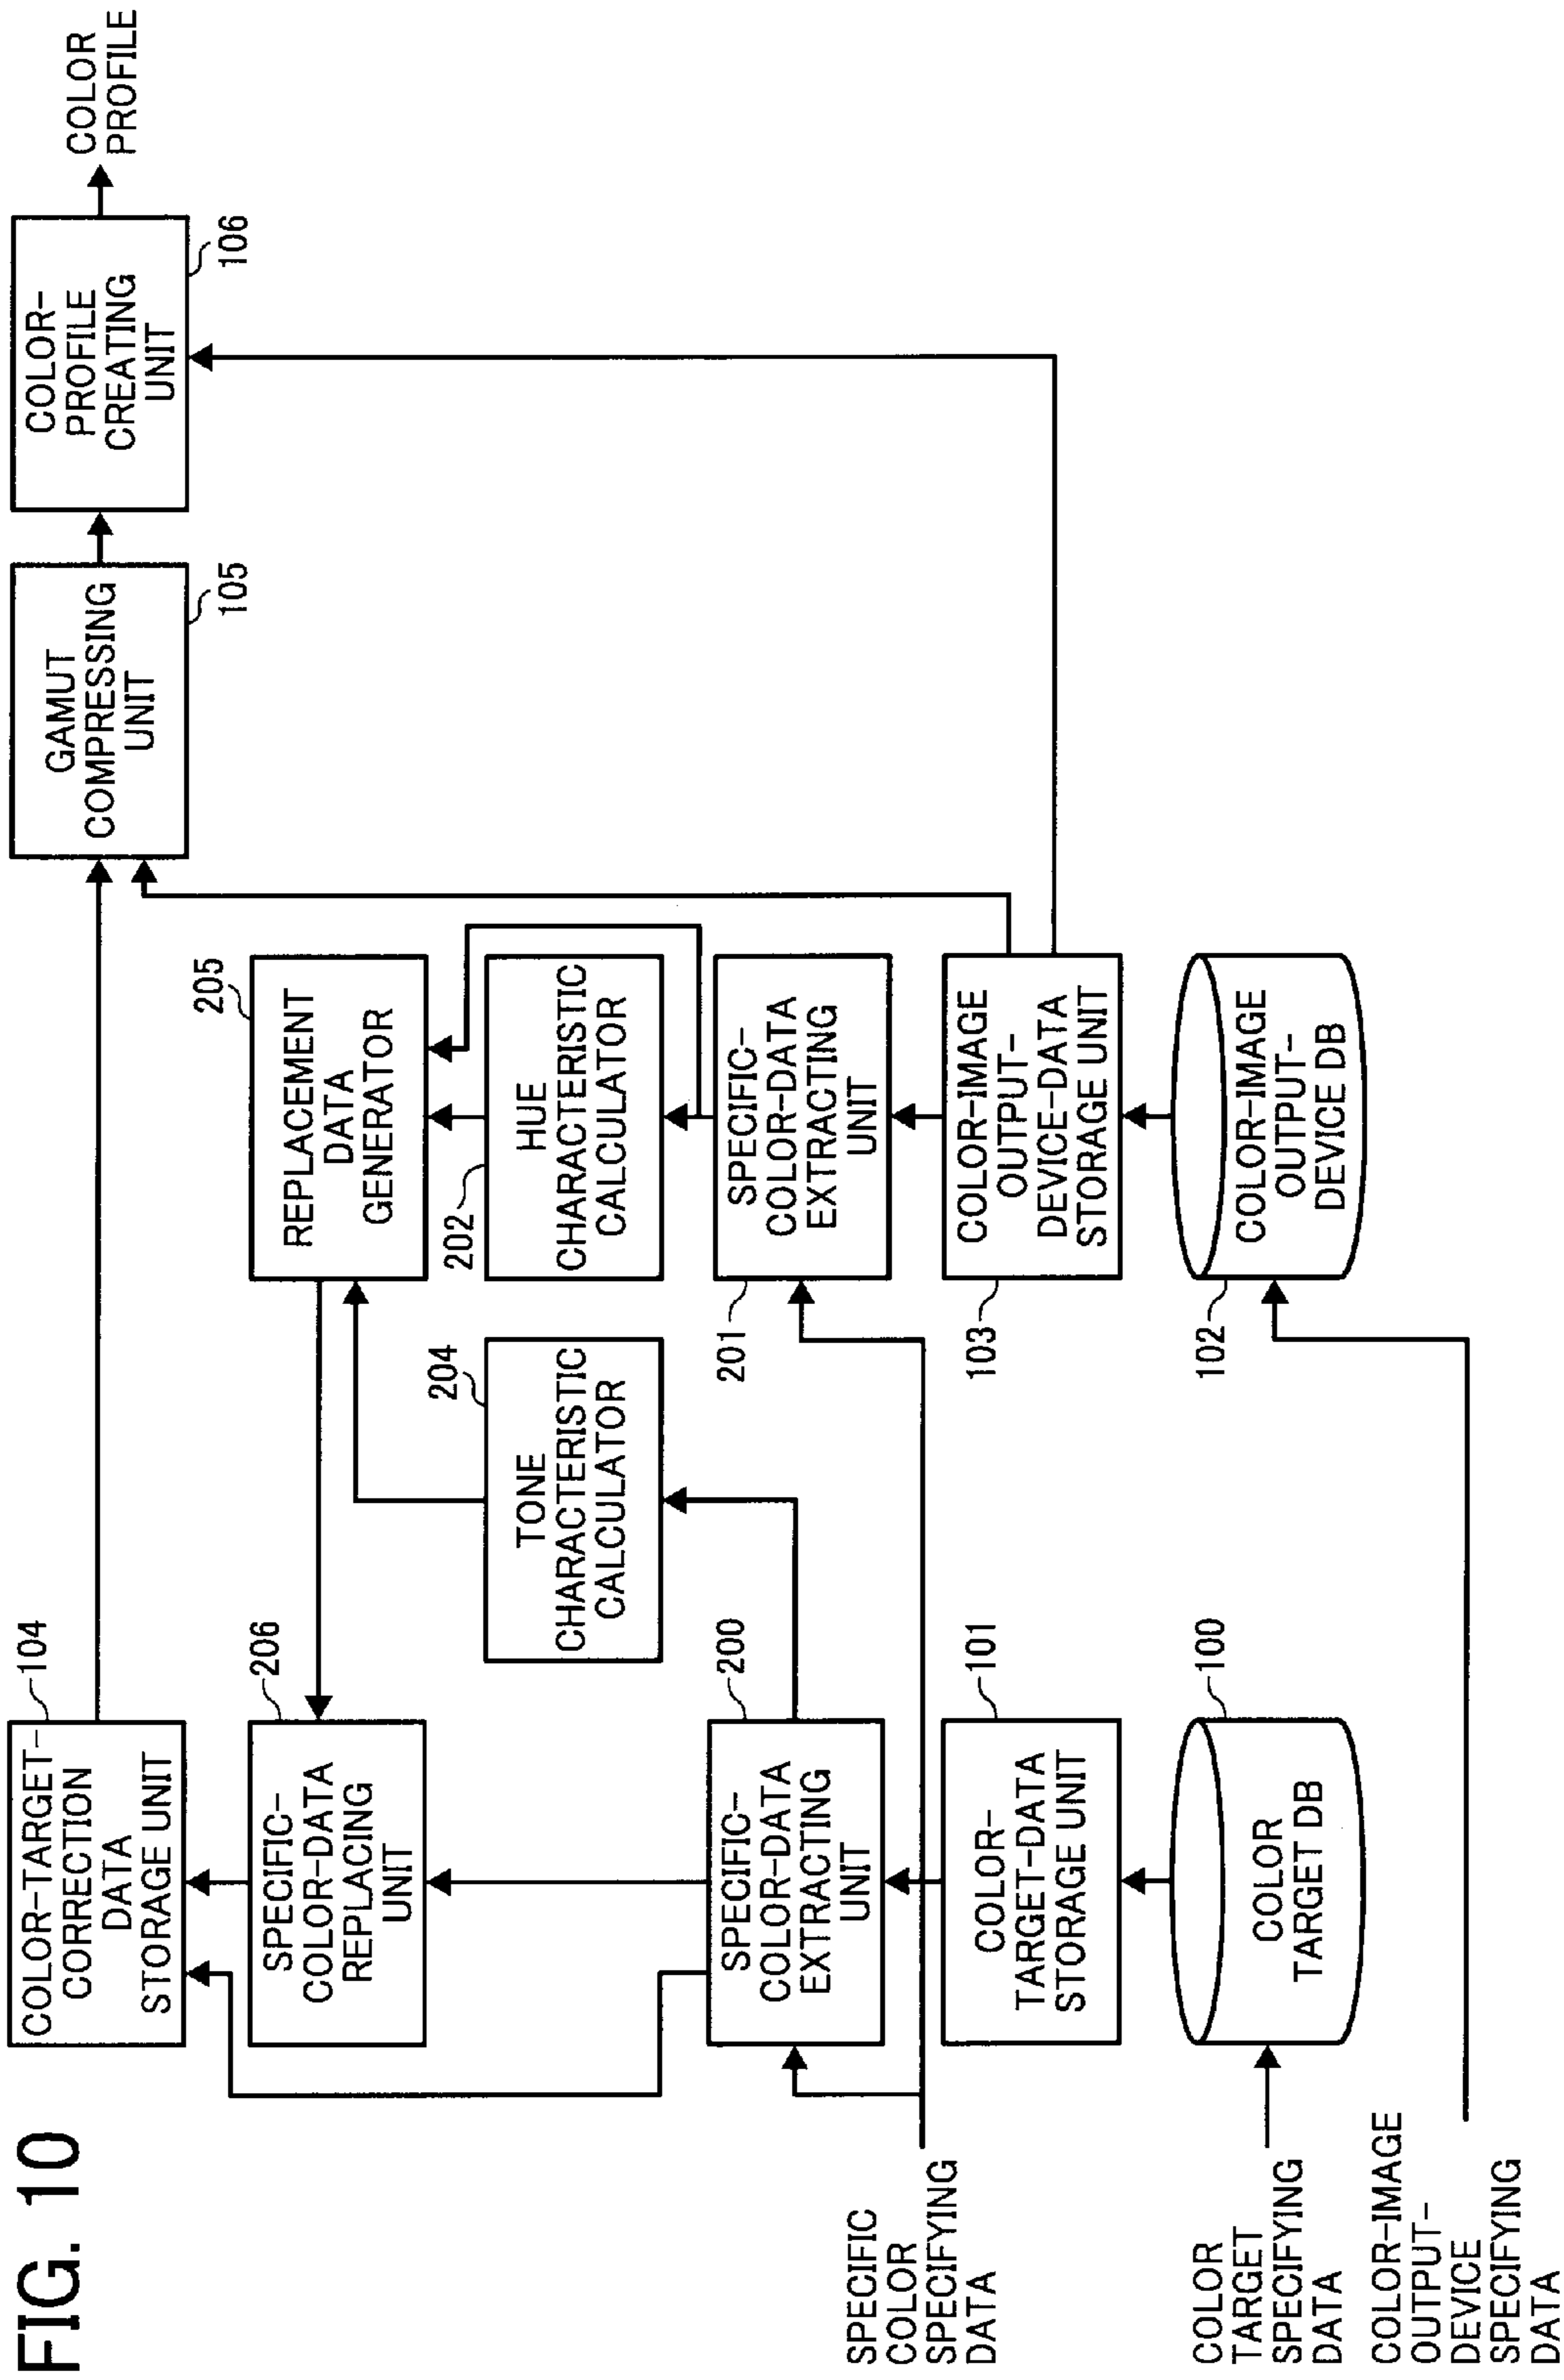 FIG. 10
COLOR-TARGET-
CORRECTION
DATA
STORAGE UNIT
104
GAMUT
COMPRESSING
UNIT
105
COLOR-
PROFILE
CREATING
UNIT
106
COLOR
PROFILE
SPECIFIC-
COLOR-DATA
REPLACING
UNIT
206
REPLACEMENT
DATA
GENERATOR
205
TONE
CHARACTERISTIC
CALCULATOR
204
HUE
CHARACTERISTIC
CALCULATOR
202
SPECIFIC-
COLOR-DATA
EXTRACTING
UNIT
200
SPECIFIC-
COLOR-DATA
EXTRACTING
UNIT
201
SPECIFIC
COLOR
SPECIFYING
DATA
COLOR-
TARGET-DATA
STORAGE UNIT
101
COLOR-IMAGE
OUTPUT-
DEVICE-DATA
STORAGE UNIT
103
COLOR
TARGET
SPECIFYING
DATA
COLOR
TARGET DB
100
COLOR-IMAGE
OUTPUT-
DEVICE DB
102
COLOR-IMAGE
OUTPUT-
DEVICE
SPECIFYING
DATA